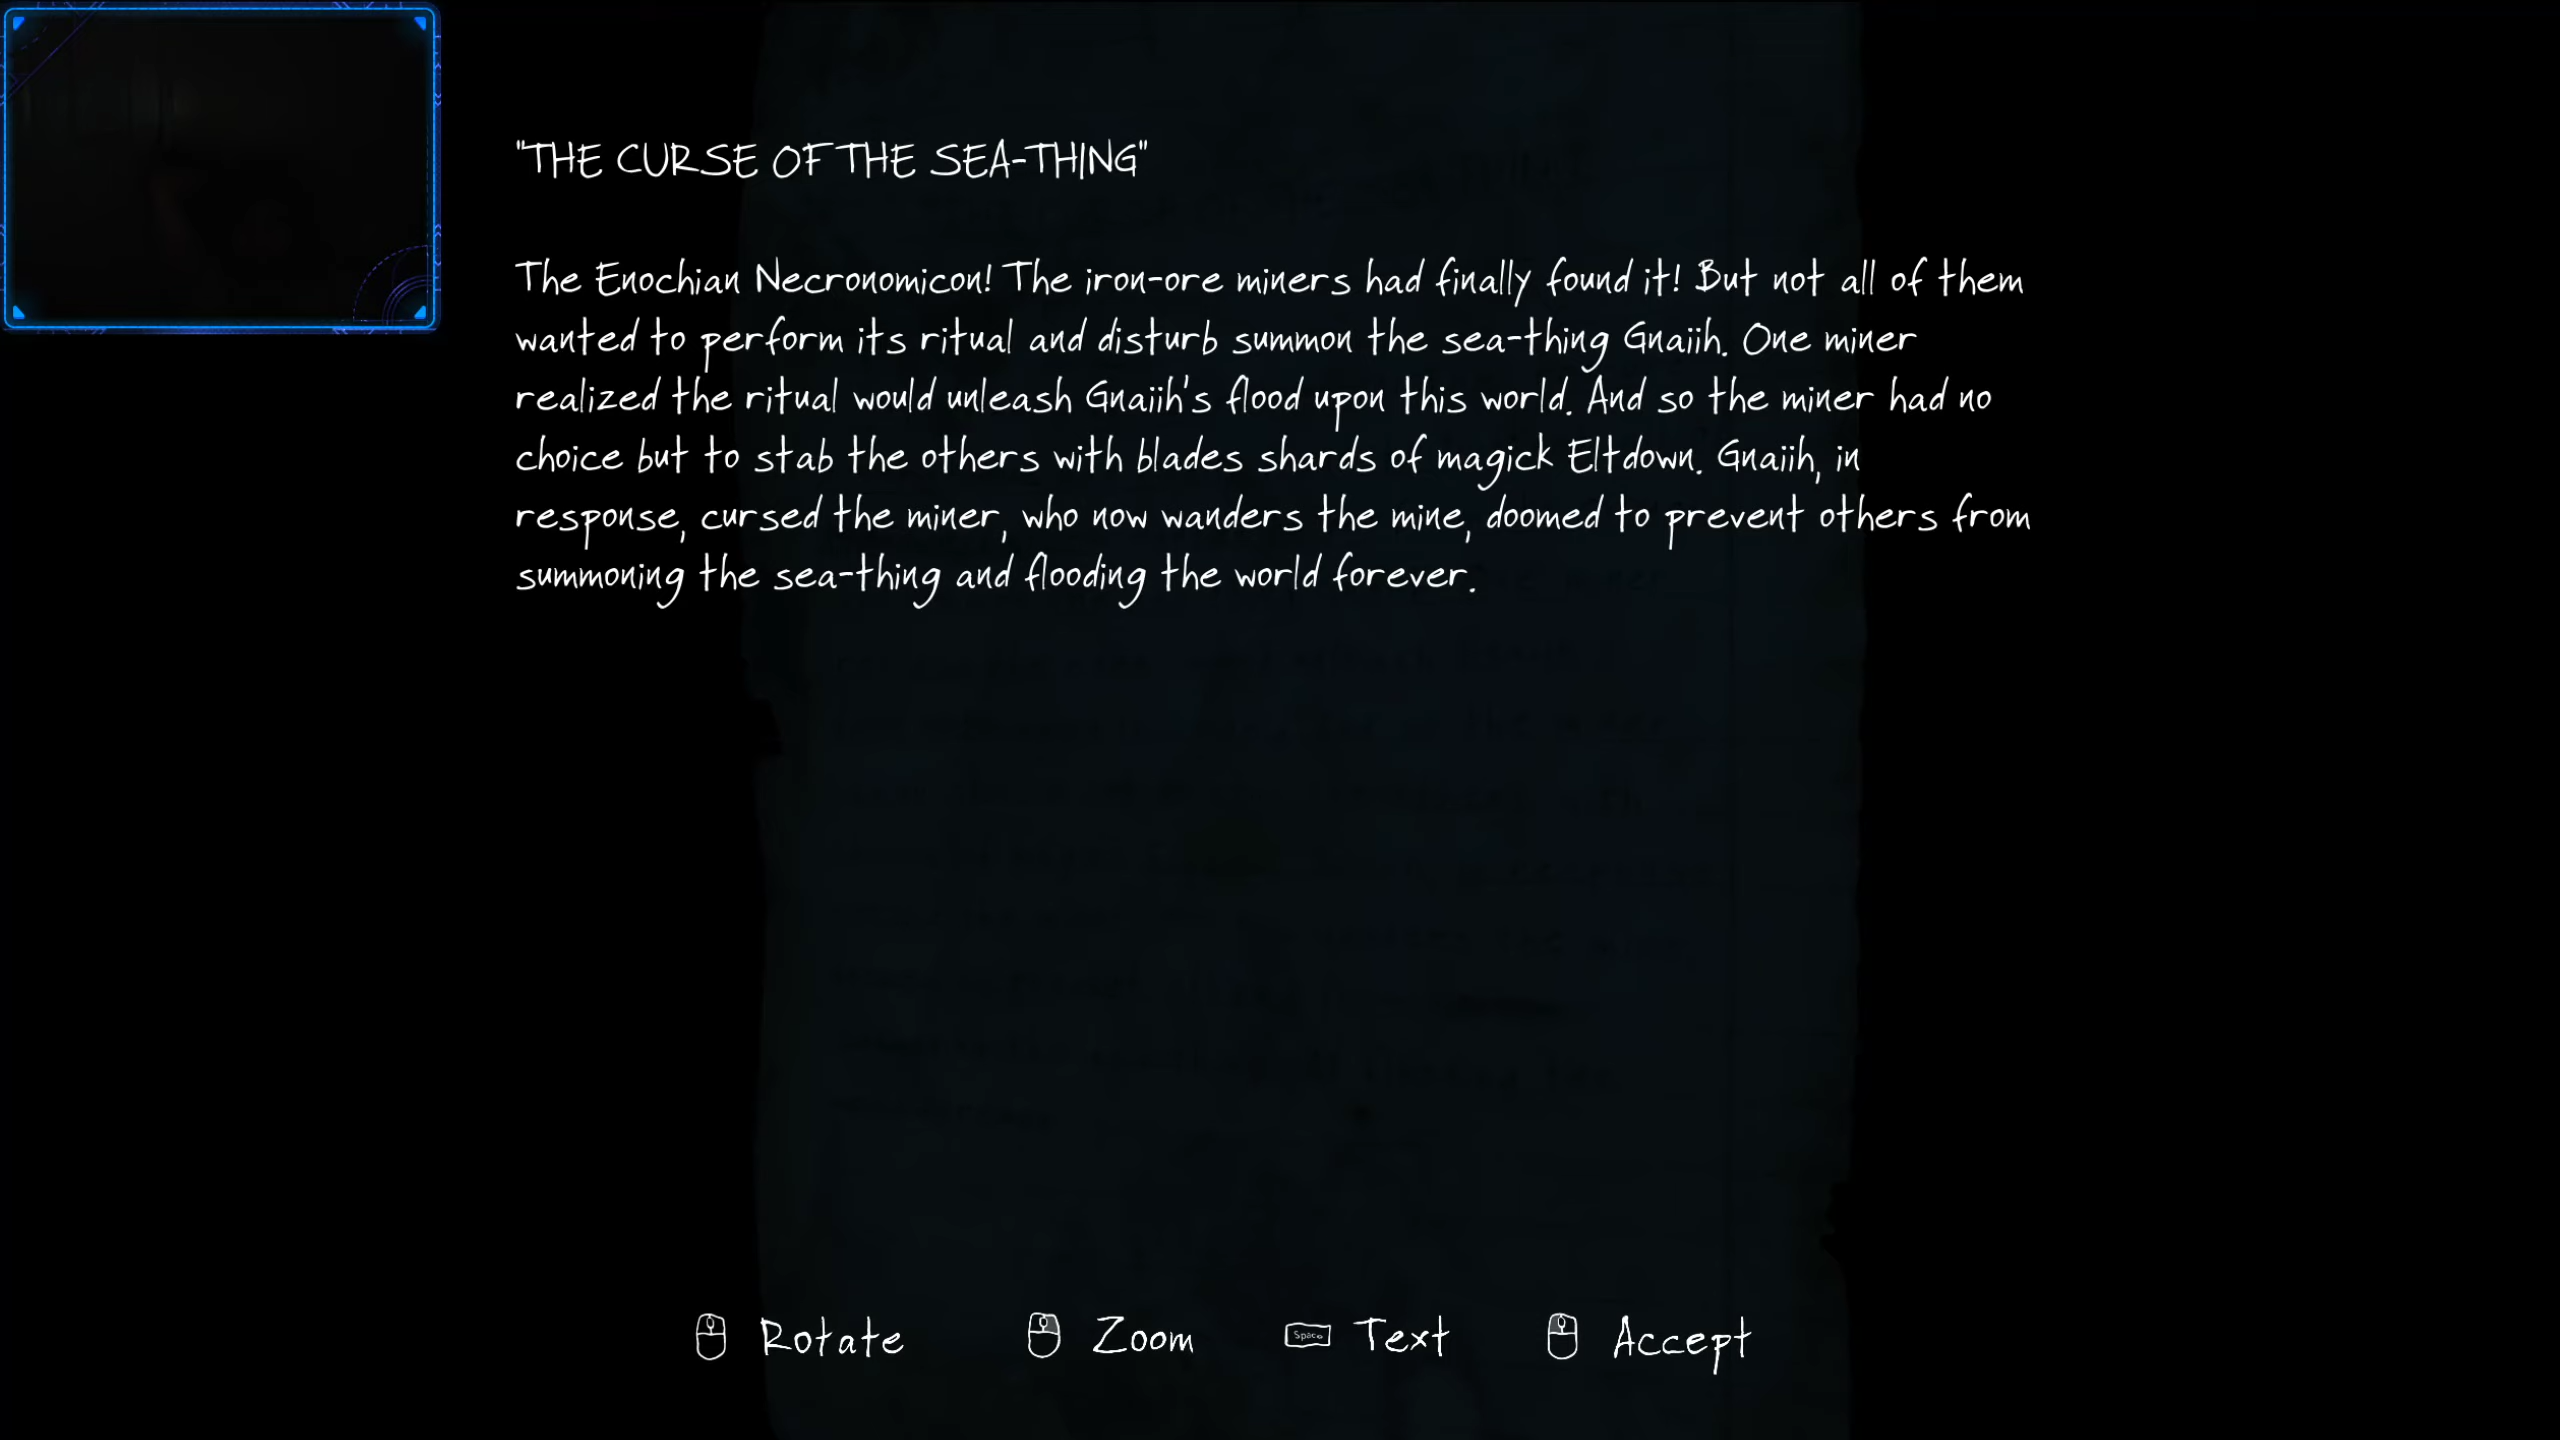 "THE CURSE OF THE SEA-THING"
The Enochian Necronomicon! The iron-ore miners had finally found it! But not all of them
wanted to perform its ritual and disturb summon the sea-thing Gnaiih. One miner
realized the ritual would unleash Gnaiih's flood upon this world. And so the miner had no
choice but to stab the others with blades shards of magick Eltdown. Gnaiih, in
response, cursed the miner, who now wanders the mine, doomed to prevent others from
summoning the sea-thing and flooding the world forever.
Rotate Zoom Space Text Accept